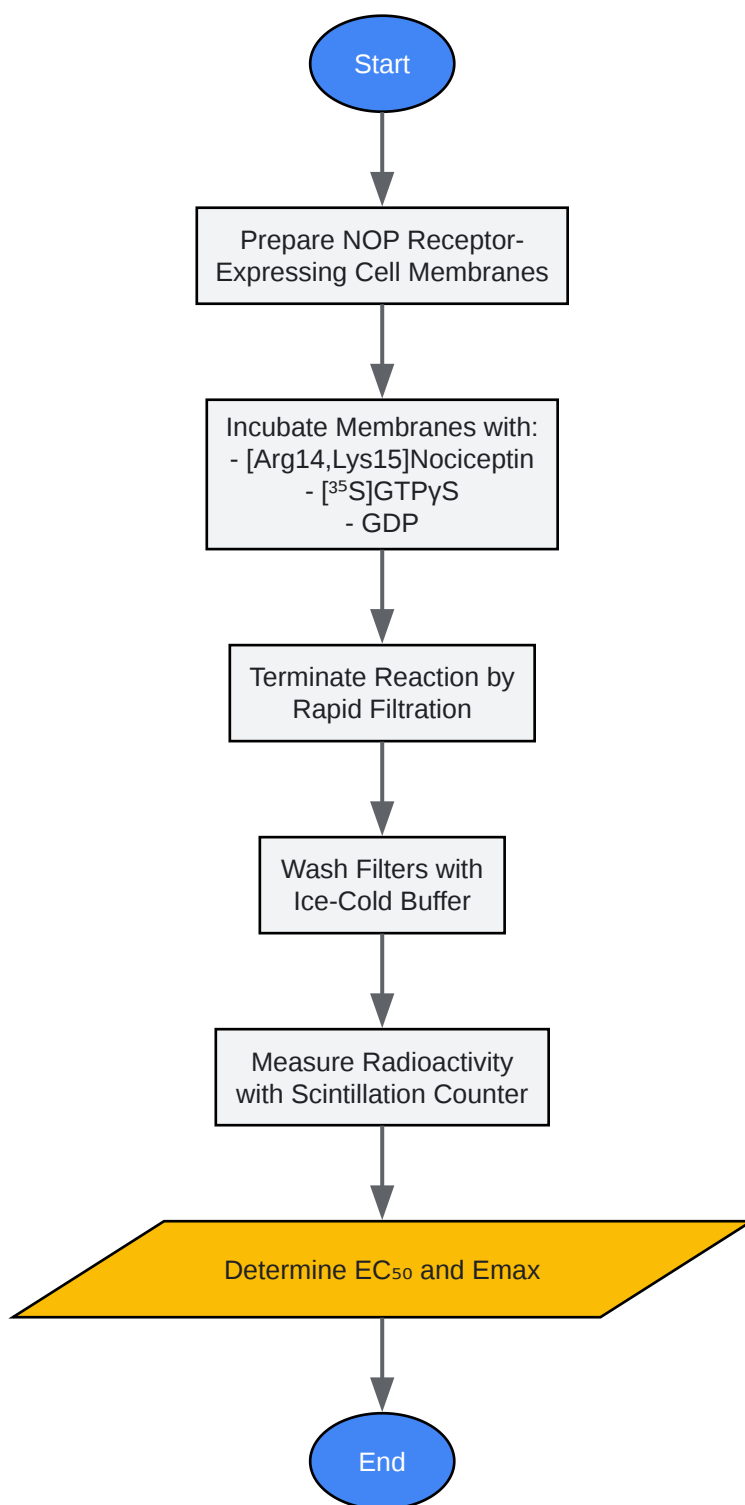 Start
Prepare NOP Receptor-
Expressing Cell Membranes
Incubate Membranes with:
- [Arg14,Lys15]Nociceptin
- [³⁵S]GTPγS
- GDP
Terminate Reaction by
Rapid Filtration
Wash Filters with
Ice-Cold Buffer
Measure Radioactivity
with Scintillation Counter
Determine EC₅₀ and Emax
End